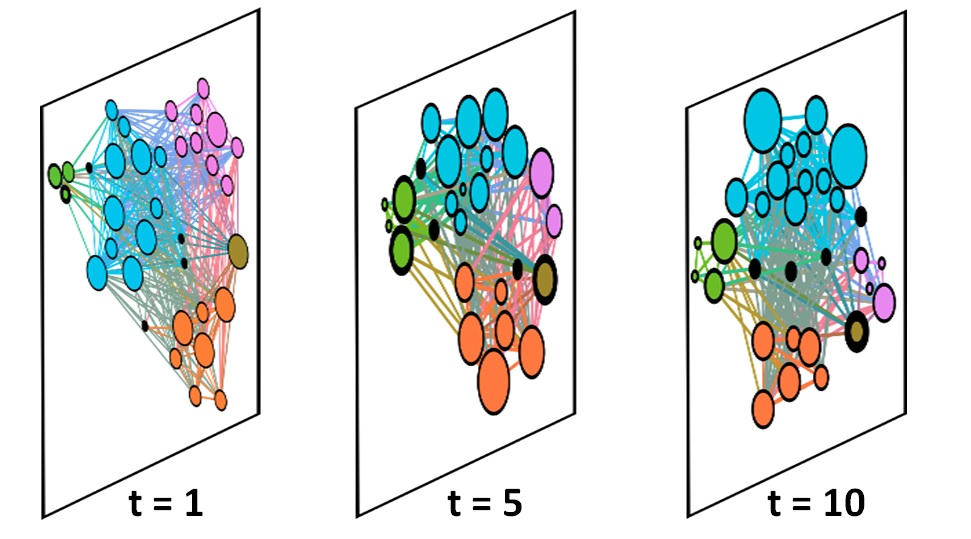 t = 1
t = 5
t = 10